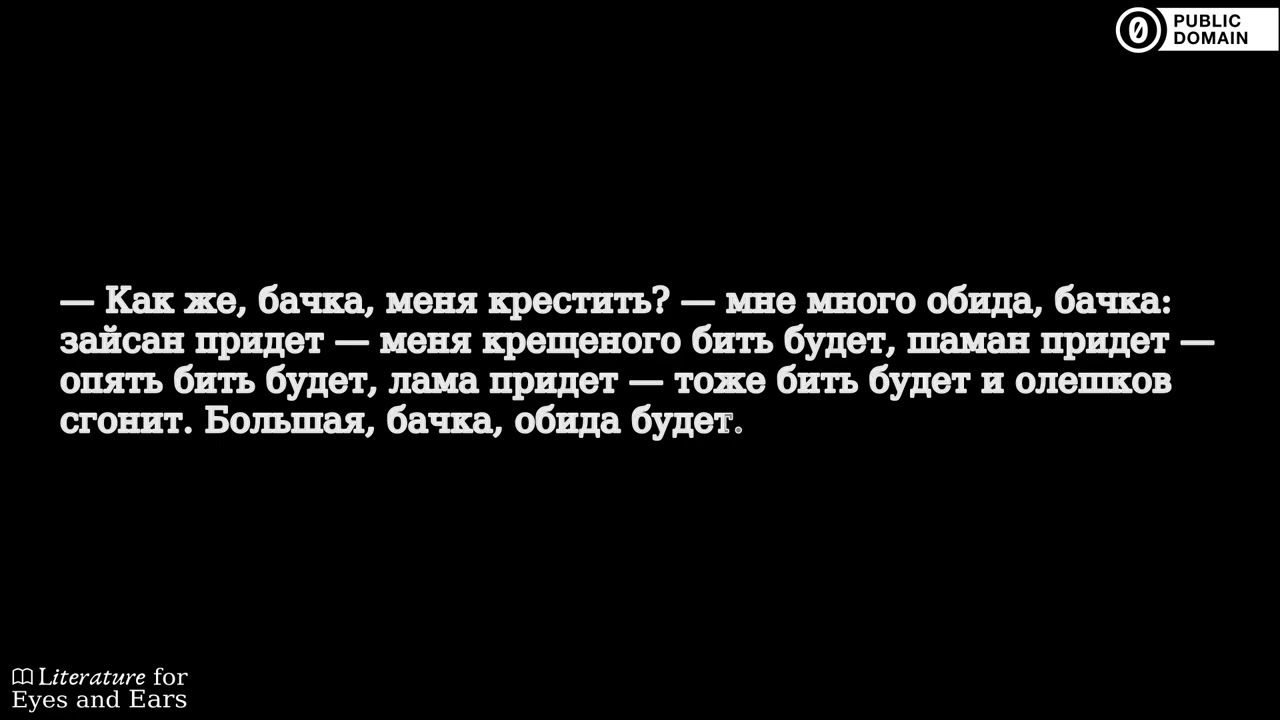 PUBLIC
DOMAIN
— Как же, бачка, меня крестить? — мне много обида, бачка:
зайсан придет — меня крещеного бить будет, шаман придет —
опять бить будет, лама придет — тоже бить будет и олешков
сгонит. Большая, бачка, обида будет.
Literature for
Eyes and Ears